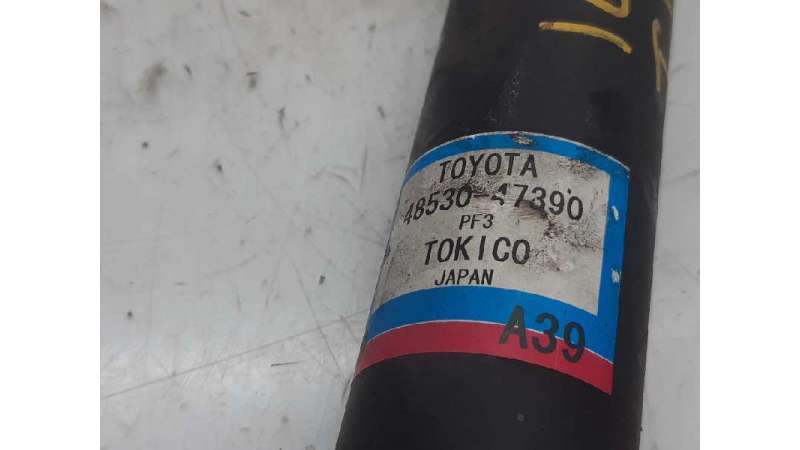 TOYOTA
48530-47390
PF3
TOKICO
JAPAN
A39